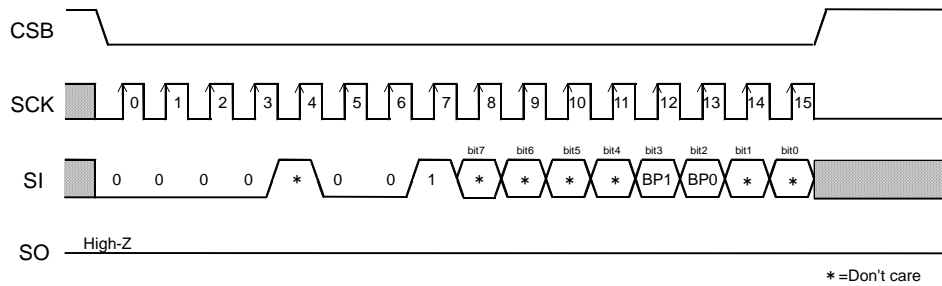 CSB
SCK 0 1 2 3 4 5 6 7 8 9 10 11 12 13 14 15
bit7 bit6 bit5 bit4 bit3 bit2 bit1 bit0
SI 0 0 0 0 * 0 0 1 * * * * BP1 BP0 * *
High-Z
SO
* =Don't care